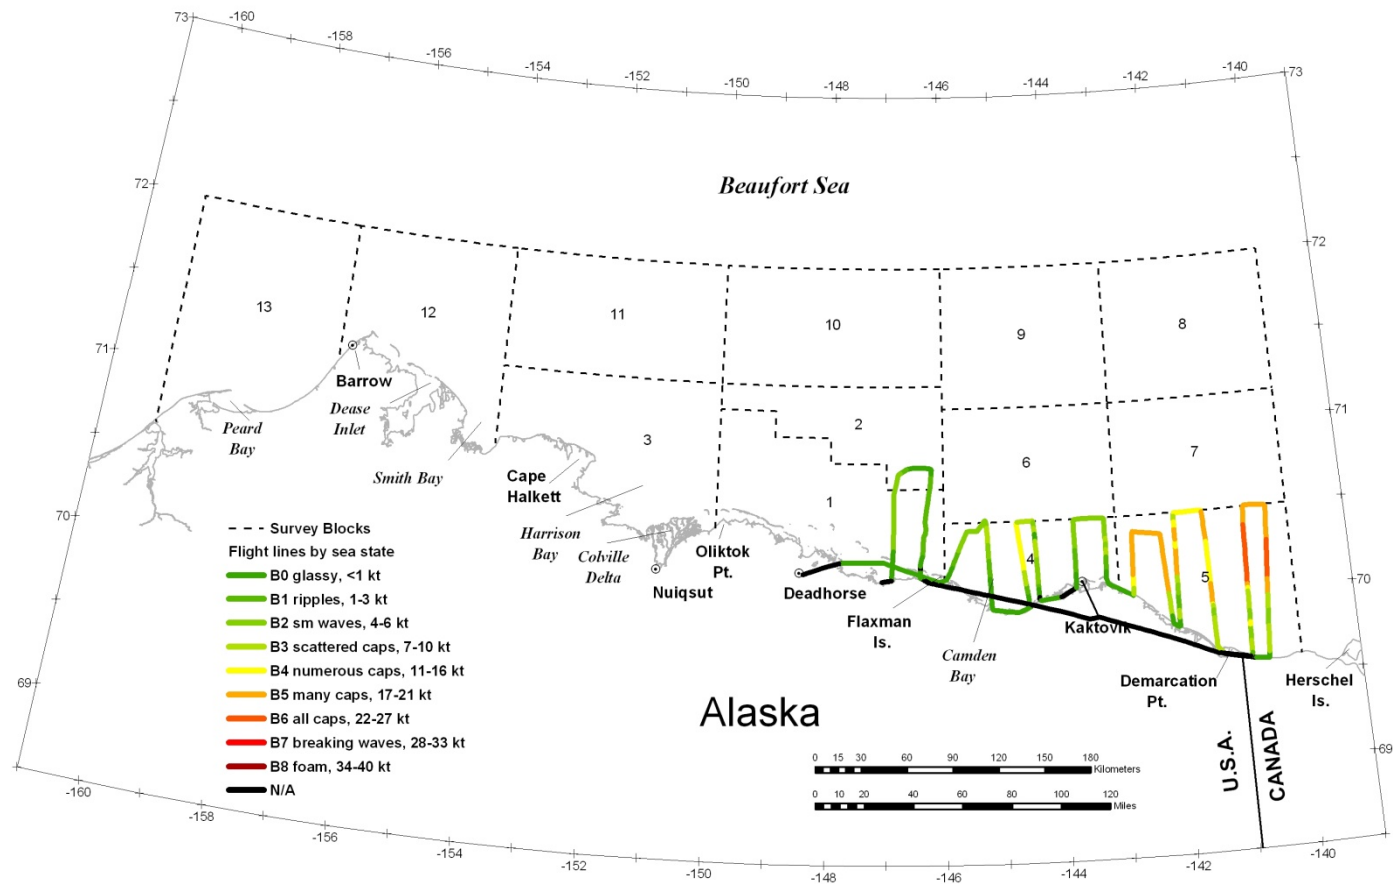 73
-160
-158
-156
-154
-152
-150
-148
-146
-144
-142
-140
73
72
Beaufort Sea
72
13
12
11
10
9
8
71
Barrow
Dease
Inlet
Peard
Bay
Smith Bay
3
2
71
Cape
Halkett
6
7
70
1
Harrison
Bay
Colville
Delta
Oliktok
Pt.
Nuiqsut
Deadhorse
4
5
70
Flaxman
Is.
Kaktovik
Camden
Bay
Demarcation
Pt.
Herschel
Is.
Survey Blocks
Flight lines by sea state
B0 glassy, <1 kt
B1 ripples, 1-3 kt
B2 sm waves, 4-6 kt
B3 scattered caps, 7-10 kt
B4 numerous caps, 11-16 kt
B5 many caps, 17-21 kt
B6 all caps, 22-27 kt
B7 breaking waves, 28-33 kt
B8 foam, 34-40 kt
N/A
69
Alaska
U.S.A.
CANADA
69
0 15 30 60 90 120 150 180
Kilometers
0 10 20 40 60 80 100 120
Miles
-160
-158
-156
-154
-152
-150
-148
-146
-144
-142
-140